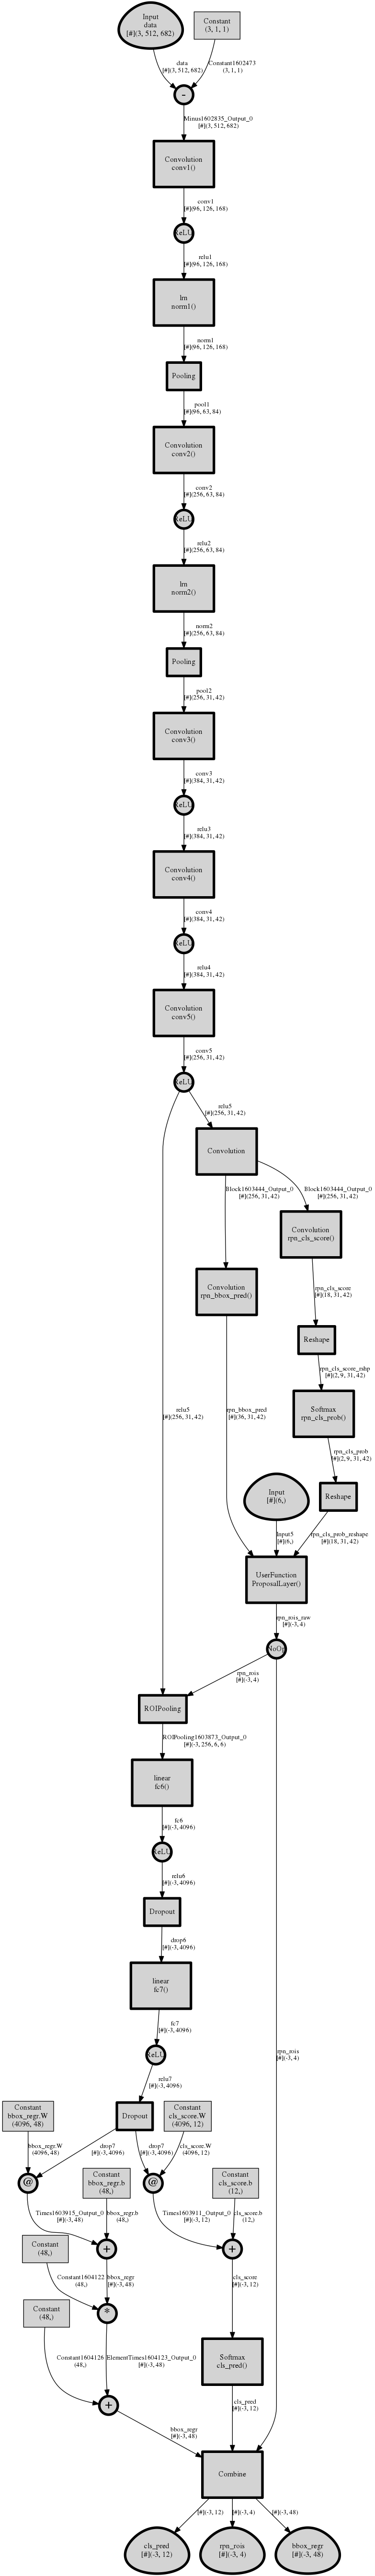 Input
data
[#](3, 512, 682)
Constant
(3, 1, 1)
data
[#](3, 512, 682)
Constant1602473
(3, 1, 1)
-
Minus1602835_Output_0
[#](3, 512, 682)
Convolution
conv1()
conv1
[#](96, 126, 168)
ReLU
relu1
[#](96, 126, 168)
lrn
norm1()
norm1
[#](96, 126, 168)
Pooling
pool1
[#](96, 63, 84)
Convolution
conv2()
conv2
[#](256, 63, 84)
ReLU
relu2
[#](256, 63, 84)
lrn
norm2()
norm2
[#](256, 63, 84)
Pooling
pool2
[#](256, 31, 42)
Convolution
conv3()
conv3
[#](384, 31, 42)
ReLU
relu3
[#](384, 31, 42)
Convolution
conv4()
conv4
[#](384, 31, 42)
ReLU
relu4
[#](384, 31, 42)
Convolution
conv5()
conv5
[#](256, 31, 42)
ReLU
relu5
[#](256, 31, 42)
Convolution
Block1603444_Output_0
[#](256, 31, 42)
Block1603444_Output_0
[#](256, 31, 42)
Convolution
rpn_cls_score()
Convolution
rpn_bbox_pred()
rpn_cls_score
[#](18, 31, 42)
Reshape
rpn_cls_score_rshp
[#](2, 9, 31, 42)
relu5
[#](256, 31, 42)
rpn_bbox_pred
[#](36, 31, 42)
Softmax
rpn_cls_prob()
rpn_cls_prob
[#](2, 9, 31, 42)
Input
[#](6,)
Reshape
Input5
[#](6,)
rpn_cls_prob_reshape
[#](18, 31, 42)
UserFunction
ProposalLayer()
rpn_rois_raw
[#](-3, 4)
NoOp
rpn_rois
[#](-3, 4)
ROIPooling
ROIPooling1603873_Output_0
[#](-3, 256, 6, 6)
linear
fc6()
fc6
[#](-3, 4096)
ReLU
relu6
[#](-3, 4096)
Dropout
drop6
[#](-3, 4096)
linear
fc7()
fc7
[#](-3, 4096)
ReLU
rpn_rois
[#](-3, 4)
relu7
[#](-3, 4096)
Constant
bbox_regr.W
(4096, 48)
Dropout
Constant
cls_score.W
(4096, 12)
bbox_regr.W
(4096, 48)
drop7
[#](-3, 4096)
drop7
[#](-3, 4096)
cls_score.W
(4096, 12)
@
Constant
bbox_regr.b
(48,)
@
Constant
cls_score.b
(12,)
Times1603915_Output_0
[#](-3, 48)
bbox_regr.b
(48,)
Times1603911_Output_0
[#](-3, 12)
cls_score.b
(12,)
Constant
(48,)
+
+
Constant1604122
(48,)
bbox_regr
[#](-3, 48)
cls_score
[#](-3, 12)
Constant
(48,)
*
Constant1604126
(48,)
ElementTimes1604123_Output_0
[#](-3, 48)
Softmax
cls_pred()
+
cls_pred
[#](-3, 12)
bbox_regr
[#](-3, 48)
Combine
[#](-3, 12)
[#](-3, 4)
[#](-3, 48)
cls_pred
[#](-3, 12)
rpn_rois
[#](-3, 4)
bbox_regr
[#](-3, 48)